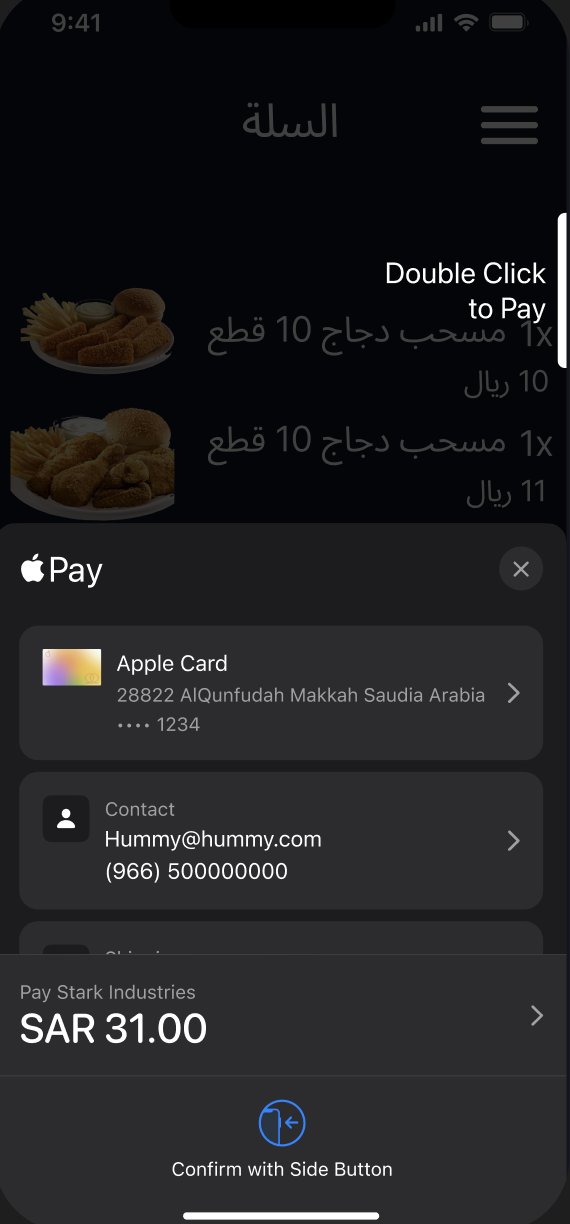 9:41
السلة
Double Click
to Pay
1x مسحب دجاج 10 قطع
10 ريال
1x مسحب دجاج 10 قطع
11 ريال
Pay
Apple Card
28822 AlQunfudah Makkah Saudia Arabia
•••• 1234
Contact
Hummy@hummy.com
(966) 500000000
Pay Stark Industries
SAR 31.00
Confirm with Side Button